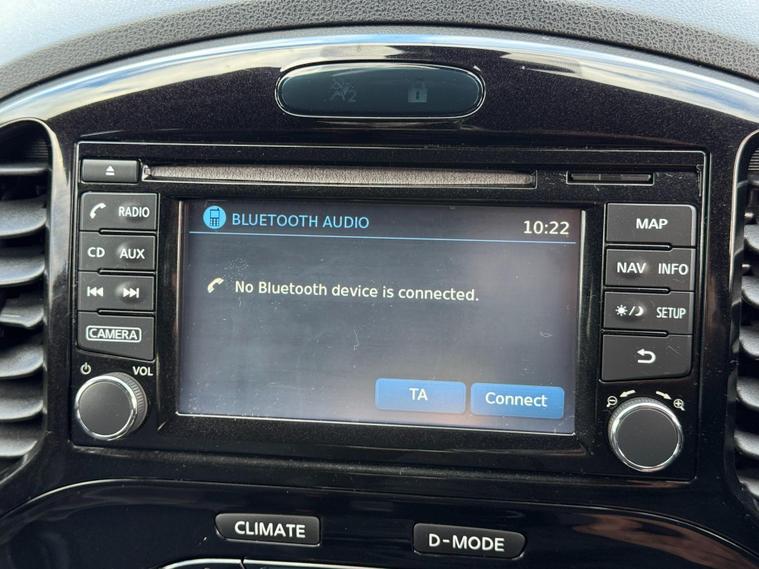 2
RADIO
CD AUX
CAMERA
VOL
BLUETOOTH AUDIO
10:22
No Bluetooth device is connected.
TA
Connect
MAP
NAV INFO
SETUP
CLIMATE
D-MODE